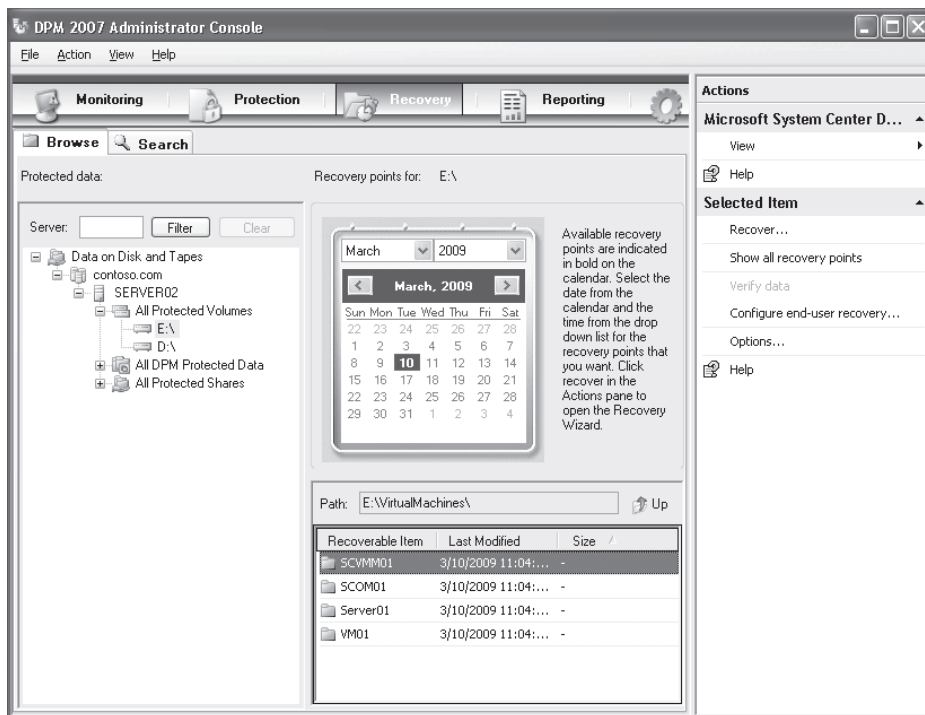 DPM 2007 Administrator Console
File Action View Help
Monitoring Protection Recovery Reporting
Browse Search
Protected data:
Recovery points for: E:\
Server: Filter Clear
Data on Disk and Tapes
contoso.com
SERVER02
All Protected Volumes
E:\
D:\
All DPM Protected Data
All Protected Shares
March 2009
March, 2009
Sun Mon Tue Wed Thu Fri Sat
22 23 24 25 26 27 28
1 2 3 4 5 6 7
8 9 10 11 12 13 14
15 16 17 18 19 20 21
22 23 24 25 26 27 28
29 30 31 1 2 3 4
Available recovery
points are indicated
in bold on the
calendar. Select the
date from the
calendar and the
time from the drop
down list for the
recovery points that
you want. Click
recover in the
Actions pane to
open the Recovery
Wizard.
Path: E:\VirtualMachines\ Up
Recoverable Item Last Modified Size
SCVMM01 3/10/2009 11:04:... -
SCOM01 3/10/2009 11:04:... -
Server01 3/10/2009 11:04:... -
VM01 3/10/2009 11:04:... -
Actions
Microsoft System Center D...
View
Help
Selected Item
Recover...
Show all recovery points
Verify data
Configure end-user recovery...
Options...
Help